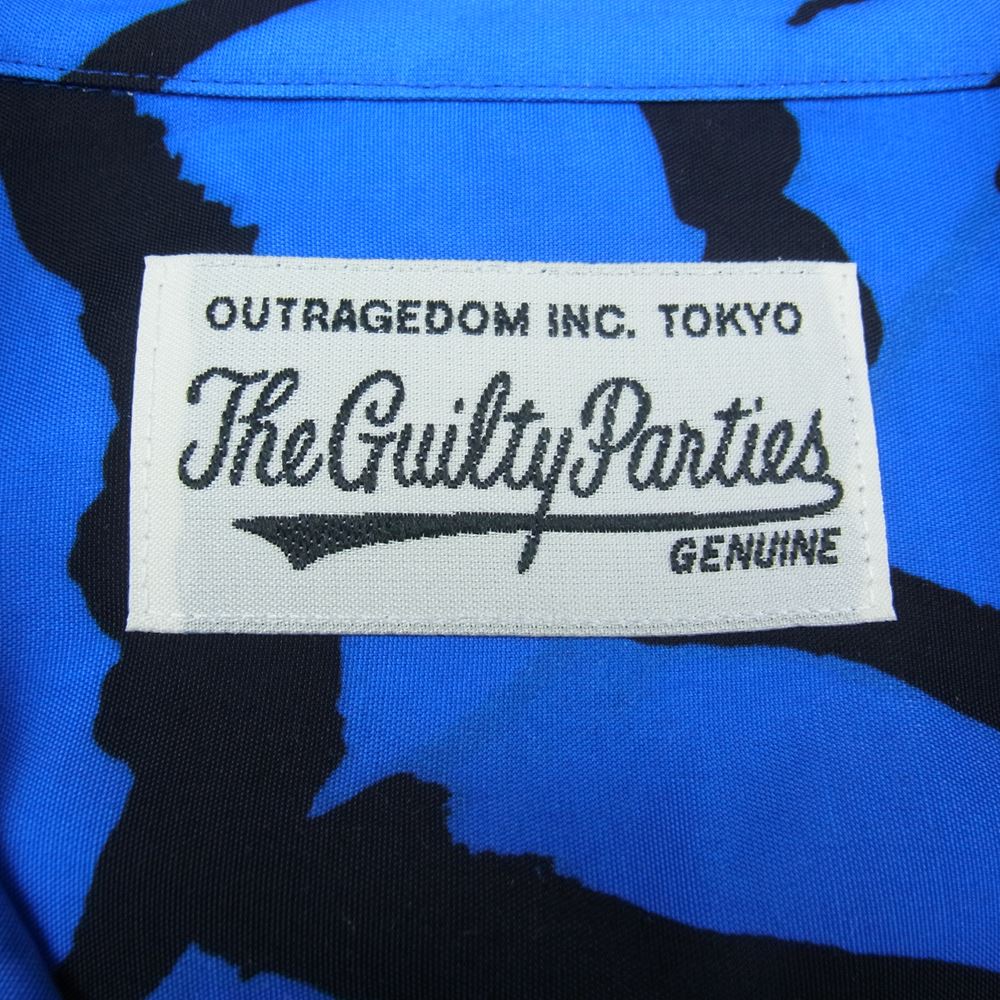 OUTRAGEDOM INC. TOKYO
The Guilty Parties
GENUINE